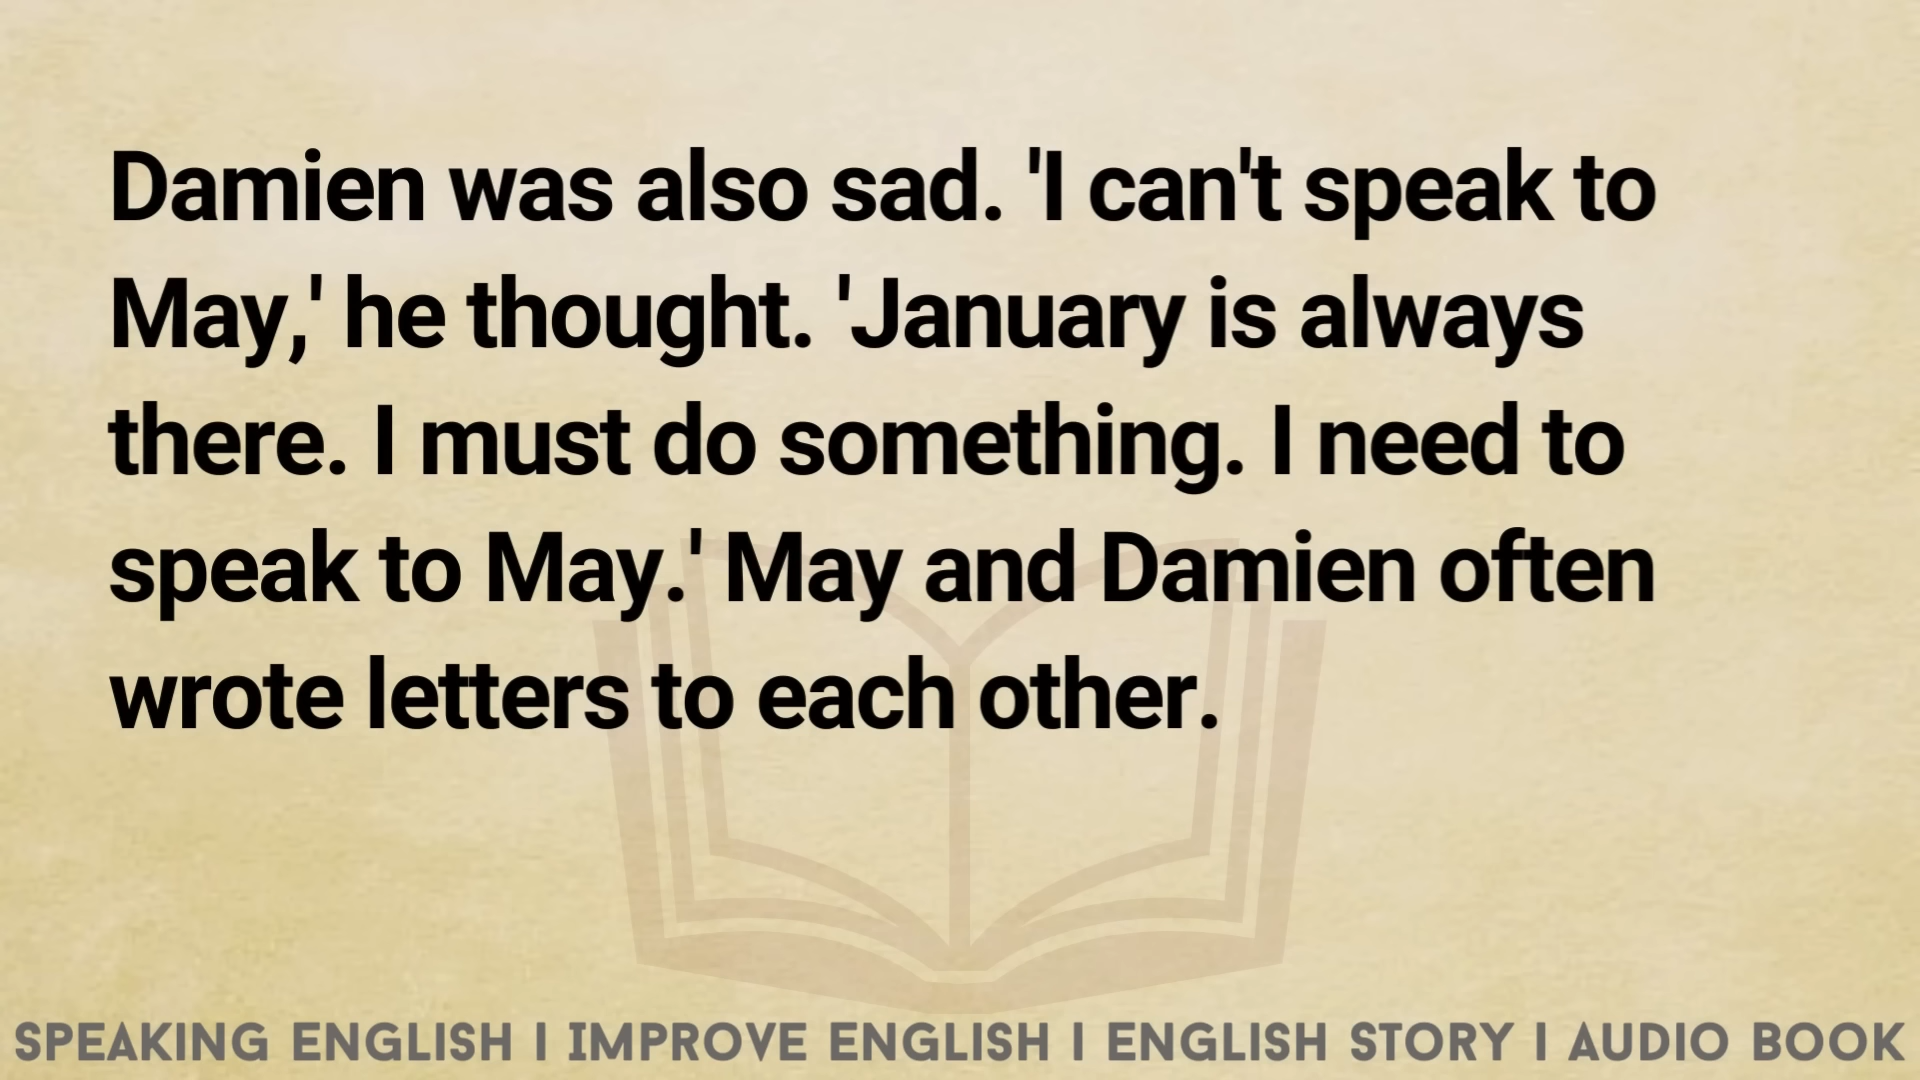 Damien was also sad. 'I can't speak to
May,' he thought. 'January is always
there. I must do something. I need to
speak to May.' May and Damien often
wrote letters to each other.
SPEAKING ENGLISH I IMPROVE ENGLISH I ENGLISH STORY I AUDIO BOOK